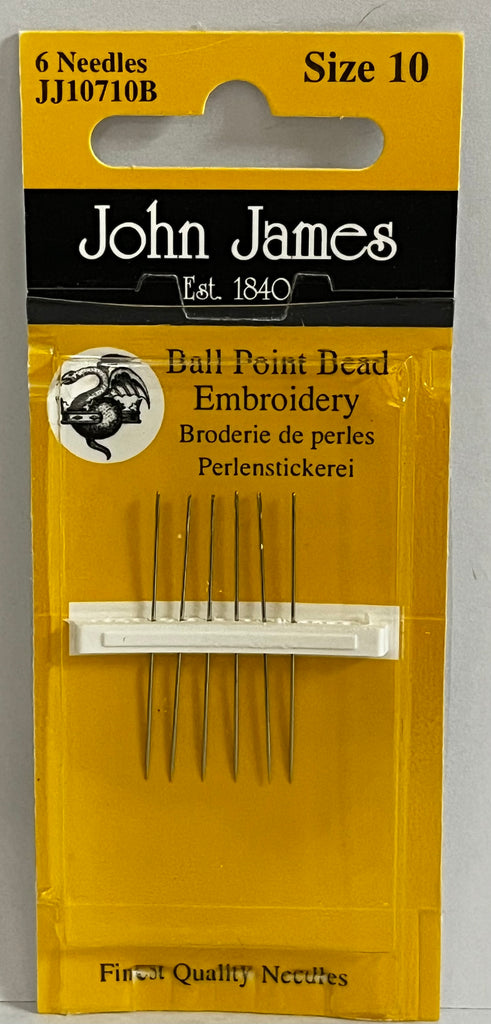 6 Needles
Size 10
JJ10710B
John James
Est. 1840
Ball Point Bead
Embroidery
Broderie de perles
Perlenstickerei
Finest Quality Needles